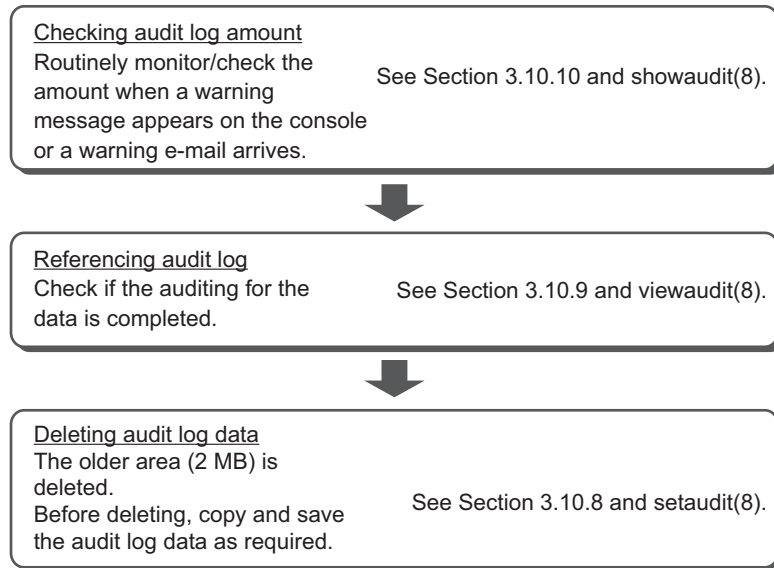 Checking audit log amount
Routinely monitor/check the
amount when a warning
message appears on the console
or a warning e-mail arrives.
See Section 3.10.10 and showaudit(8).
Referencing audit log
Check if the auditing for the
data is completed.
See Section 3.10.9 and viewaudit(8).
Deleting audit log data
The older area (2 MB) is
deleted.
Before deleting, copy and save
the audit log data as required.
See Section 3.10.8 and setaudit(8).